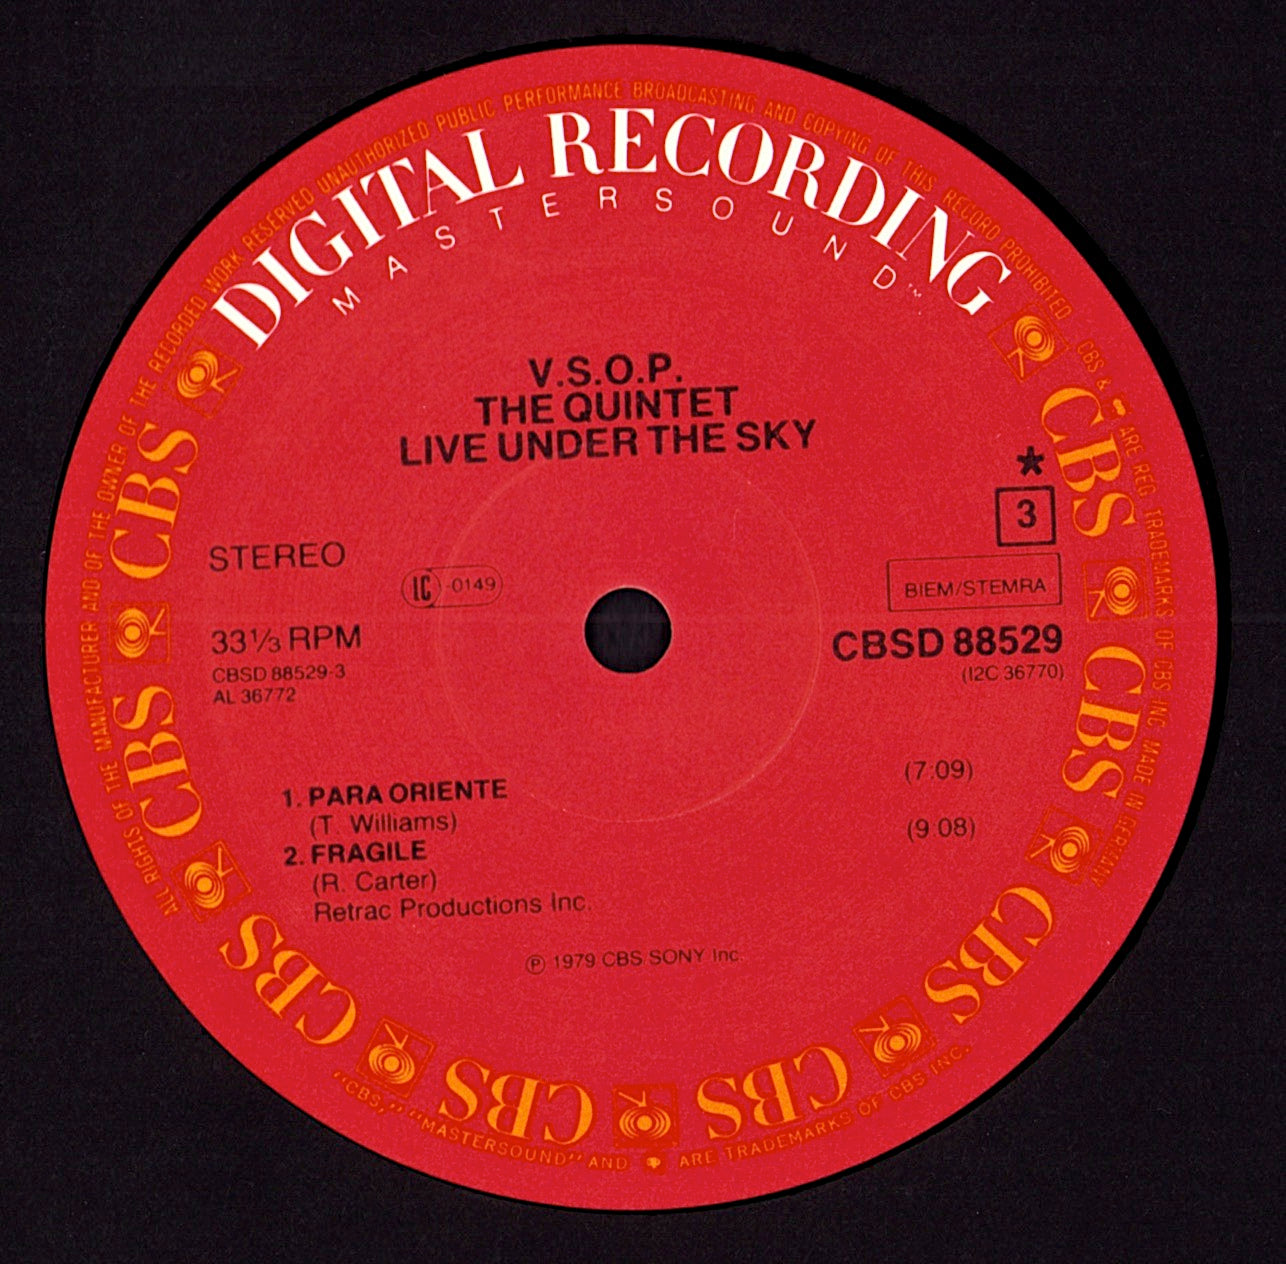 ALL RIGHTS OF THE MANUFACTURER AND OF THE OWNER OF THE RECORDED WORK RESERVED UNAUTHORIZED PUBLIC PERFORMANCE BROADCASTING AND COPYING OF THIS RECORD PROHIBITED
DIGITAL RECORDING
MASTERSOUND™
V.S.O.P.
THE QUINTET
LIVE UNDER THE SKY
*
3
STEREO
LC -0149
BIEM/STEMRA
33⅓ RPM
CBSD 88529
CBSD 88529-3
(I2C 36770)
AL 36772
1. PARA ORIENTE (7:09)
(T. Williams)
2. FRAGILE (9:08)
(R. Carter)
Retrac Productions Inc.
Ⓟ 1979 CBS SONY Inc.
CBS
CBS
CBS
CBS
CBS
CBS
CBS
CBS
CBS & ARE REG. TRADEMARKS OF CBS INC MADE IN GERMANY
"CBS," "MASTERSOUND" AND ARE TRADEMARKS OF CBS INC.